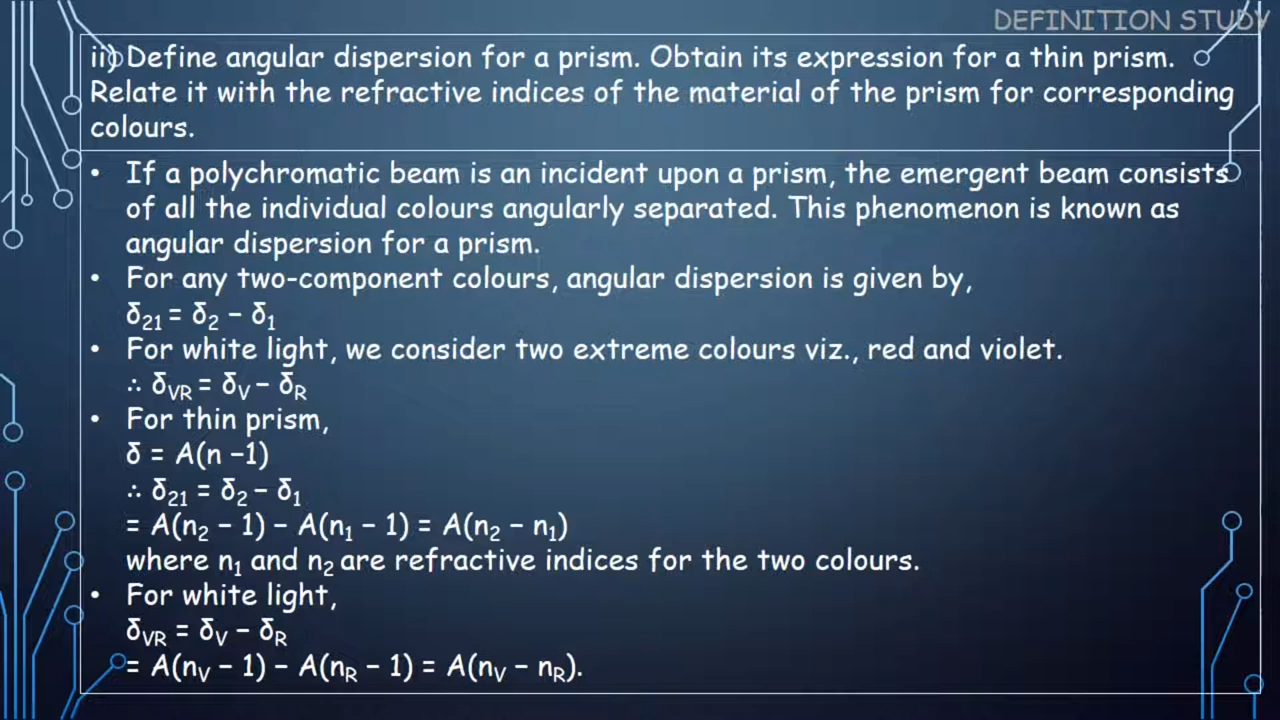 DEFINITION STUDY
ii) Define angular dispersion for a prism. Obtain its expression for a thin prism.
Relate it with the refractive indices of the material of the prism for corresponding
colours.
• If a polychromatic beam is an incident upon a prism, the emergent beam consists
of all the individual colours angularly separated. This phenomenon is known as
angular dispersion for a prism.
• For any two-component colours, angular dispersion is given by,
δ₂₁ = δ₂ − δ₁
• For white light, we consider two extreme colours viz., red and violet.
∴ δVR = δV − δR
• For thin prism,
δ = A(n −1)
∴ δ₂₁ = δ₂ − δ₁
= A(n₂ − 1) − A(n₁ − 1) = A(n₂ − n₁)
where n₁ and n₂ are refractive indices for the two colours.
• For white light,
δVR = δV − δR
= A(nV − 1) − A(nR − 1) = A(nV − nR).